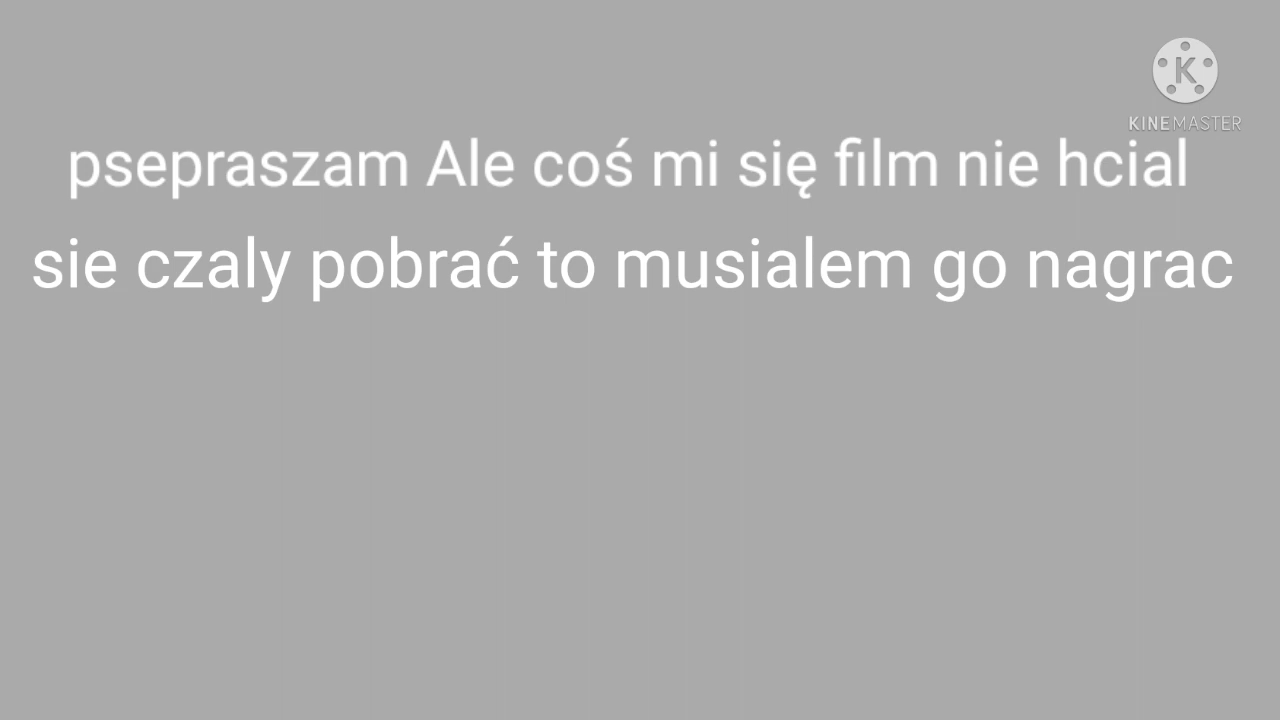 KINEMASTER
psepraszam Ale coś mi się film nie hcial
sie czaly pobrać to musialem go nagrac